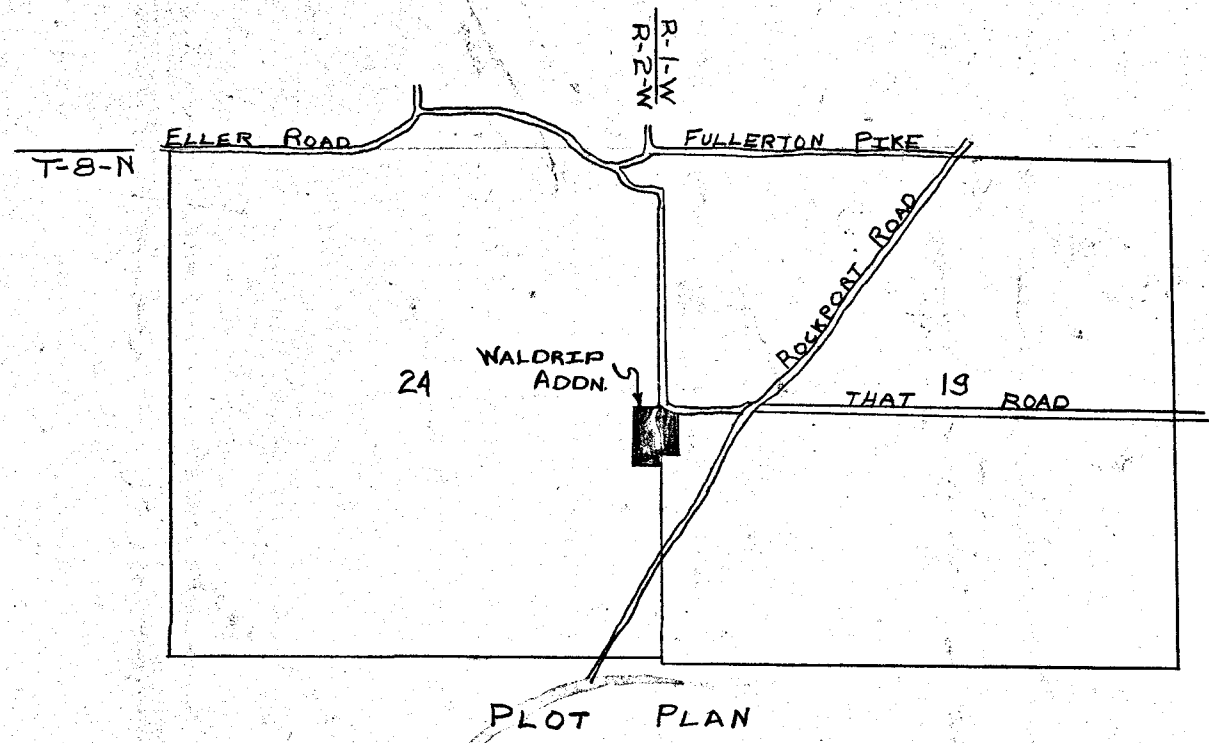 R-1-W
R-2-W
ELLER ROAD
FULLERTON PIKE
T-8-N
ROCKPORT ROAD
WALDRIP
ADDN.
24
19
THAT ROAD
PLOT PLAN